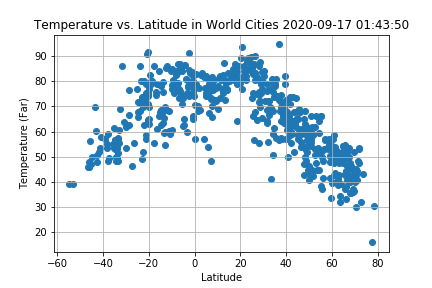 Temperature vs. Latitude in World Cities 2020-09-17 01:43:50
Temperature (Far)
90
80
70
60
50
40
30
20
−60 −40 −20 0 20 40 60 80
Latitude